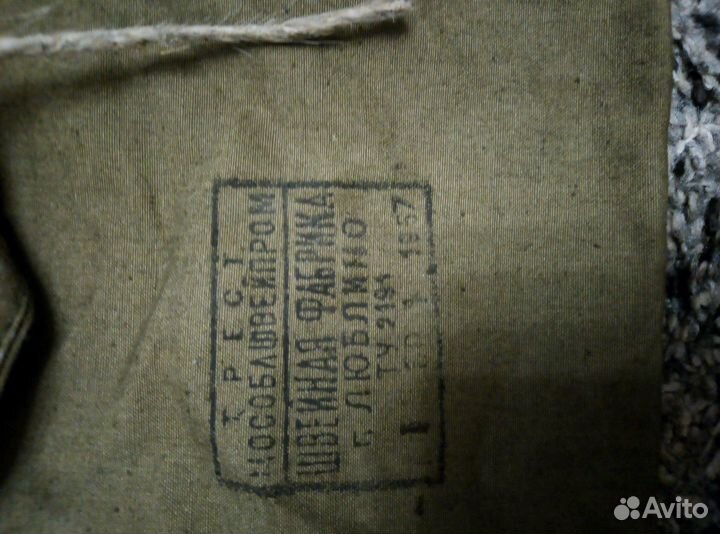 ТРЕСТ
МОСОБЛШВЕЙПРОМ
ШВЕЙНАЯ ФАБРИКА
г. ЛЮБЛИНО
ТУ 2191
1957
I
Avito